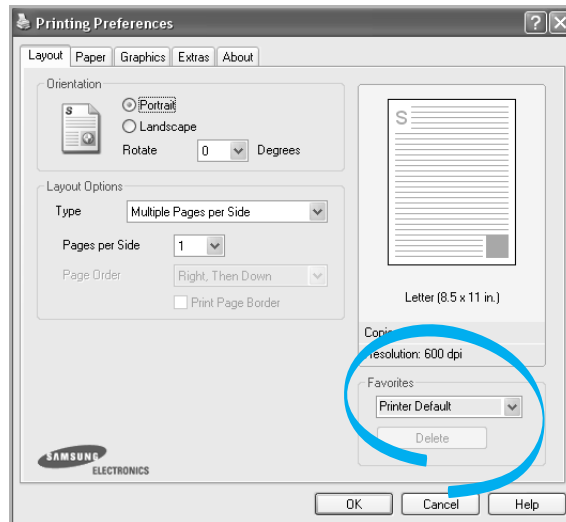 Printing Preferences
Layout Paper Graphics Extras About
Orientation
S
Portrait
Landscape
Rotate 0 Degrees
Layout Options
Type Multiple Pages per Side
Pages per Side 1
Page Order Right, Then Down
Print Page Border
S
Letter (8.5 x 11 in.)
Resolution: 600 dpi
Favorites
Printer Default
Delete
SAMSUNG
ELECTRONICS
OK Cancel Help